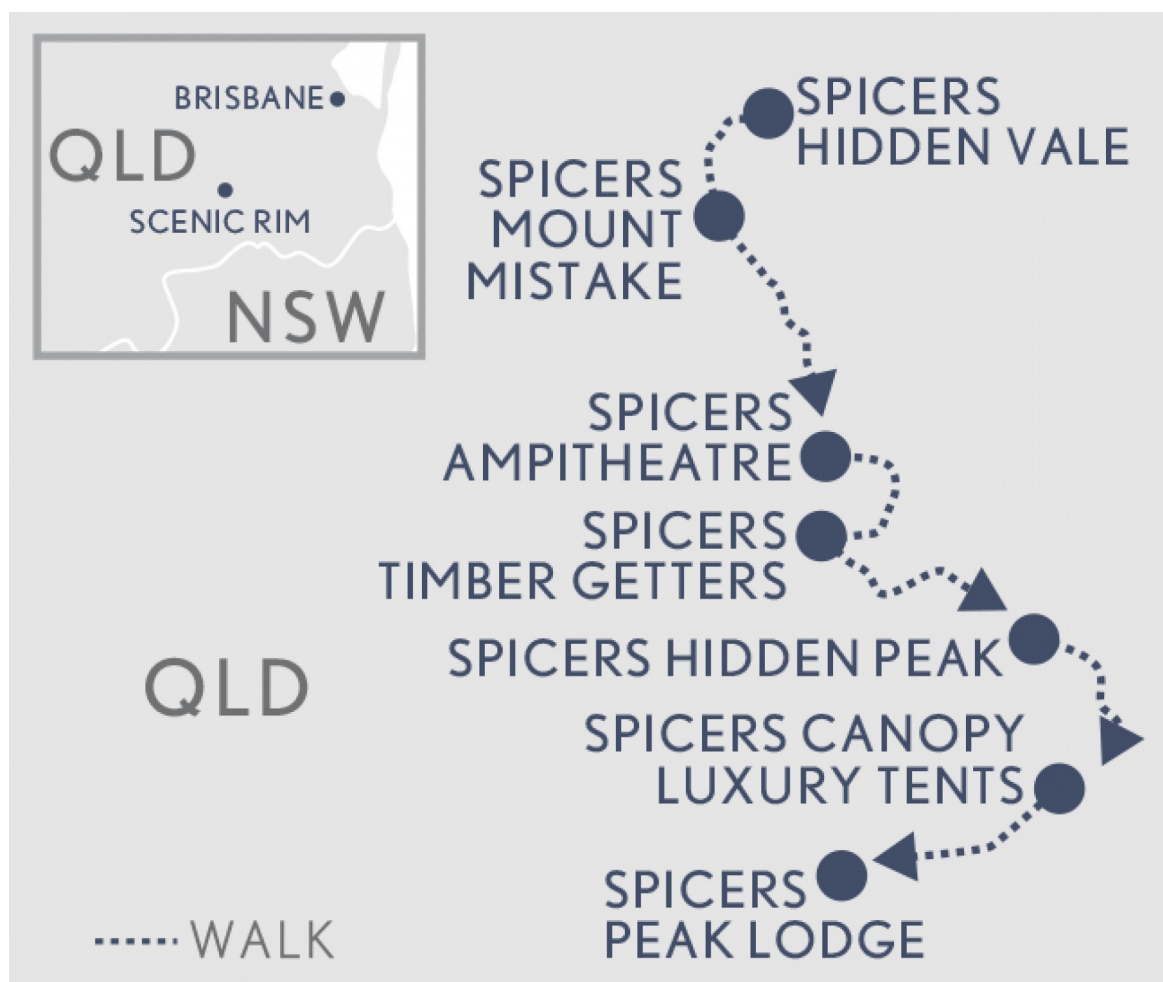 BRISBANE
QLD
SCENIC RIM
NSW
SPICERS
HIDDEN VALE
SPICERS
MOUNT
MISTAKE
SPICERS
AMPITHEATRE
SPICERS
TIMBER GETTERS
SPICERS HIDDEN PEAK
QLD
SPICERS CANOPY
LUXURY TENTS
SPICERS
PEAK LODGE
WALK